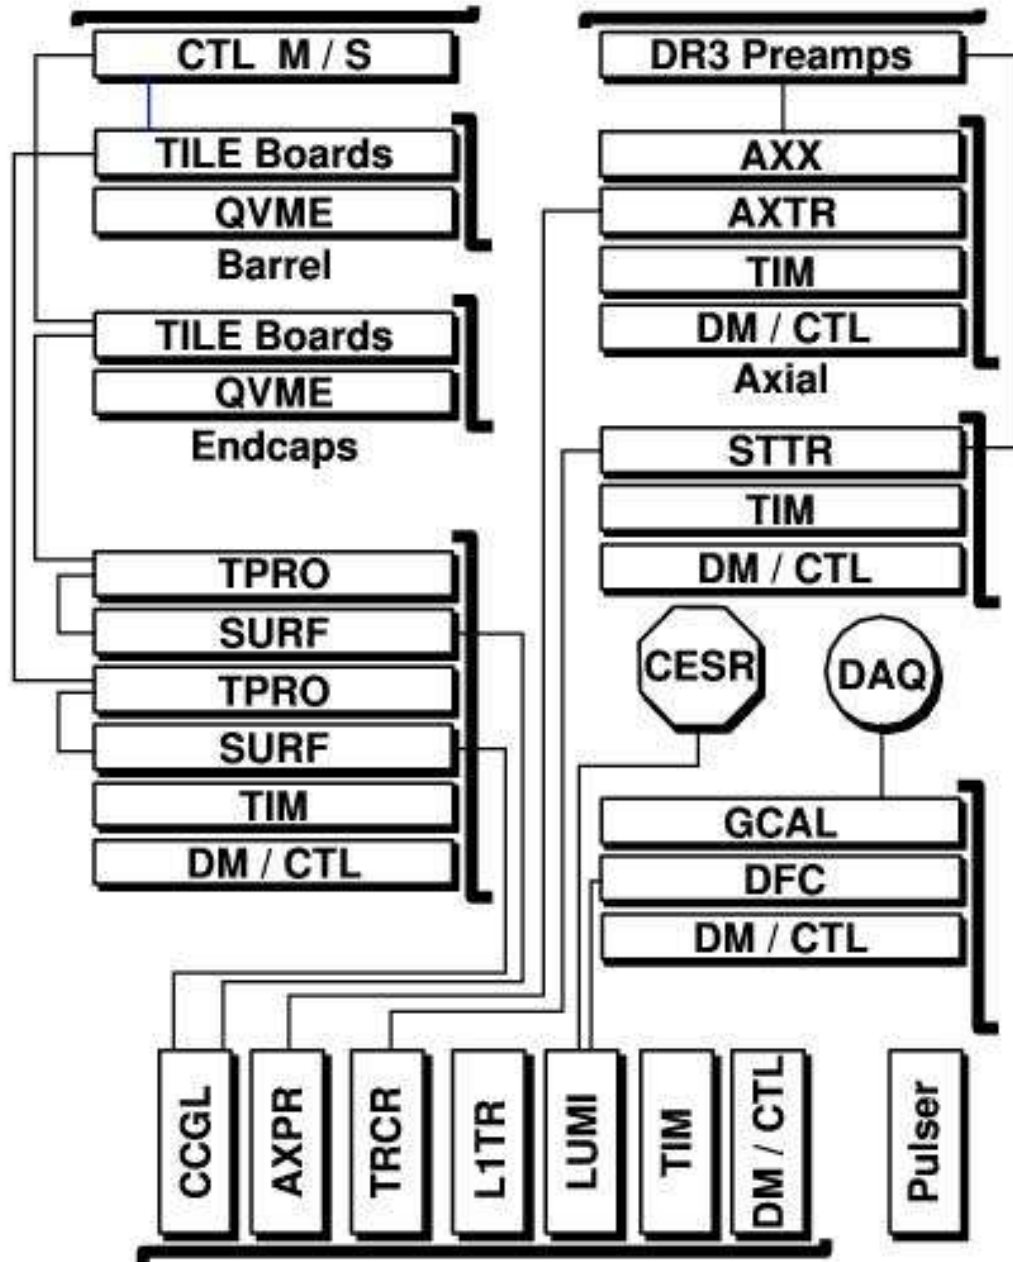 CTL M / S
TILE Boards
QVME
Barrel
TILE Boards
QVME
Endcaps
TPRO
SURF
TPRO
SURF
TIM
DM / CTL
DR3 Preamps
AXX
AXTR
TIM
DM / CTL
Axial
STTR
TIM
DM / CTL
CESR
DAQ
GCAL
DFC
DM / CTL
CCGL
AXPR
TRCR
L1TR
LUMI
TIM
DM / CTL
Pulser